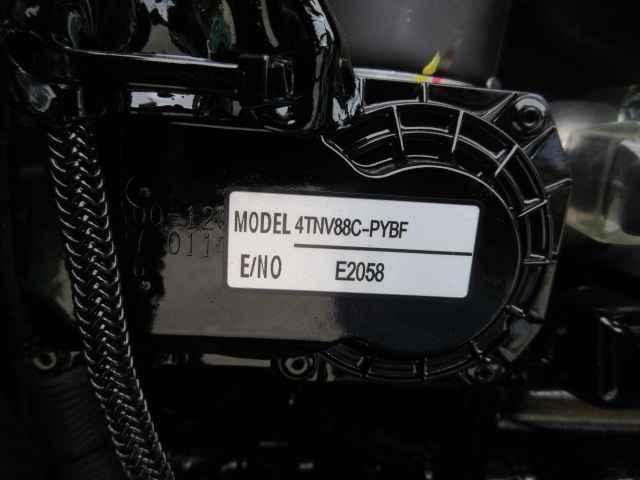 MODEL 4TNV88C-PYBF
E/NO E2058